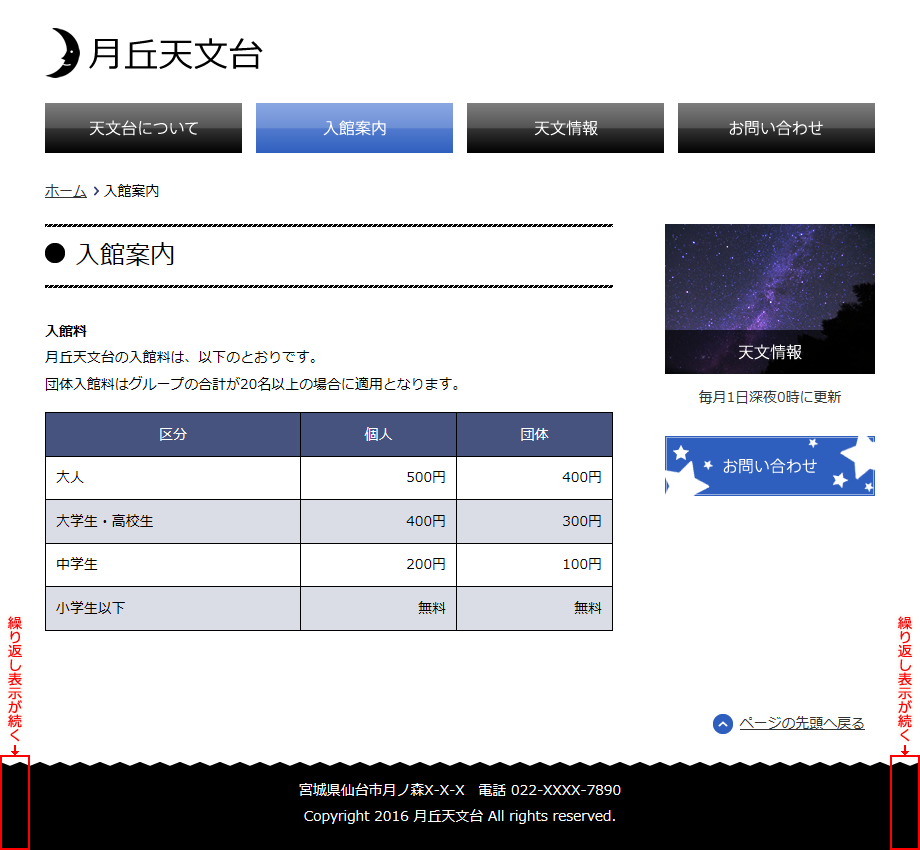 月丘天文台
天文台について 入館案内 天文情報 お問い合わせ
ホーム > 入館案内
● 入館案内
入館料
月丘天文台の入館料は、以下のとおりです。
団体入館料はグループの合計が20名以上の場合に適用となります。
区分 個人 団体
大人 500円 400円
大学生・高校生 400円 300円
中学生 200円 100円
小学生以下 無料 無料
天文情報
毎月1日深夜0時に更新
お問い合わせ
繰り返し表示が続く
繰り返し表示が続く
ページの先頭へ戻る
宮城県仙台市月ノ森X-X-X　電話 022-XXXX-7890
Copyright 2016 月丘天文台 All rights reserved.